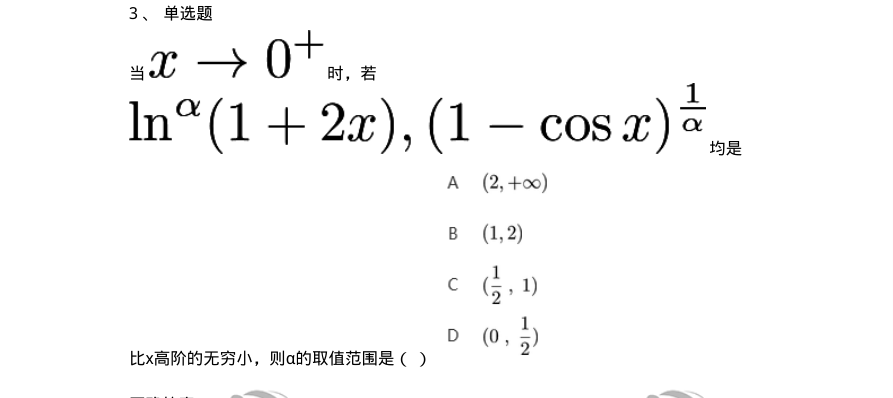 3、 单选题
当 x → 0⁺ 时，若
ln^α(1 + 2x), (1 − cos x)^{1/α} 均是
A (2, +∞)
B (1, 2)
C (1/2, 1)
D (0, 1/2)
比x高阶的无穷小，则α的取值范围是（ ）